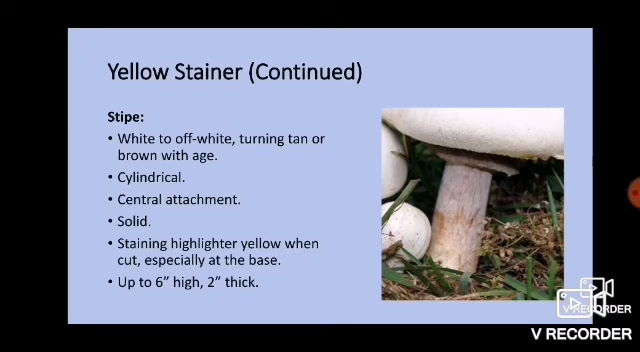 Yellow Stainer (Continued)
Stipe:
• White to off-white, turning tan or
brown with age.
• Cylindrical.
• Central attachment.
• Solid.
• Staining highlighter yellow when
cut, especially at the base.
• Up to 6” high, 2” thick.
V RECORDER
V RECORDER